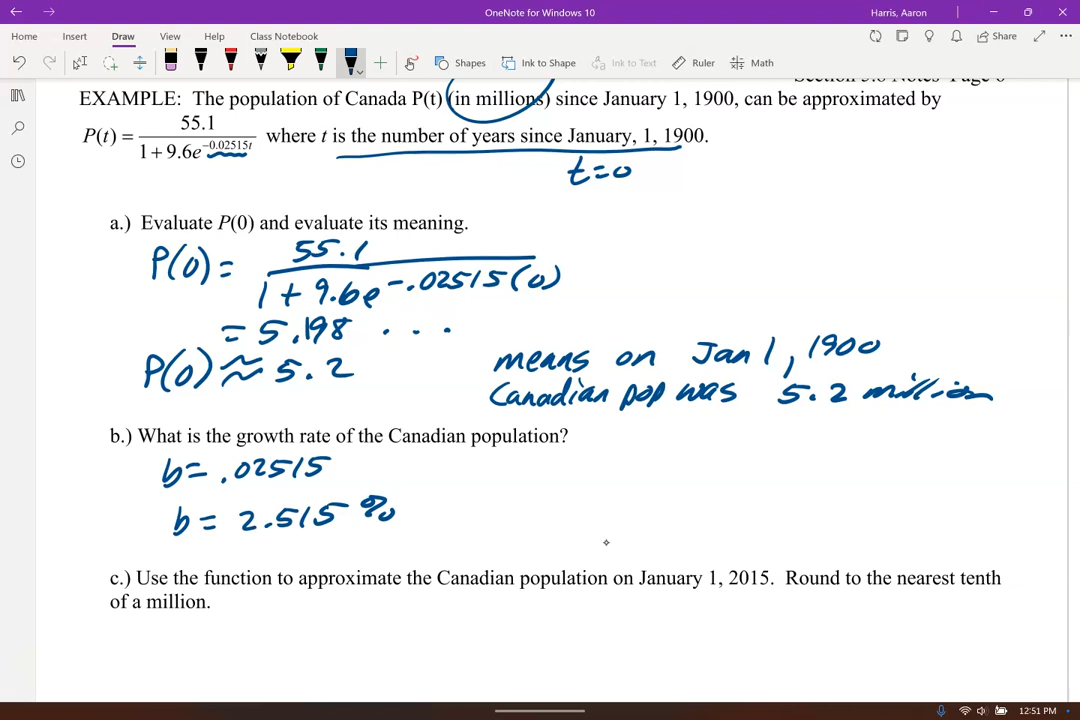 OneNote for Windows 10
Harris, Aaron
Home Insert Draw View Help Class Notebook
Share
Shapes Ink to Shape Ink to Text Ruler Math
Section 5.8 Notes Page 6
EXAMPLE: The population of Canada P(t) (in millions) since January 1, 1900, can be approximated by
P(t) = 55.1 / 1 + 9.6e^-0.02515t where t is the number of years since January, 1, 1900.
t=0
a.) Evaluate P(0) and evaluate its meaning.
P(0) = 55.1 / 1 + 9.6e^-.02515(0)
= 5.198 ...
P(0) ≈ 5.2
means on Jan 1, 1900
Canadian pop was 5.2 million
b.) What is the growth rate of the Canadian population?
b= .02515
b= 2.515 %
c.) Use the function to approximate the Canadian population on January 1, 2015. Round to the nearest tenth
of a million.
12:51 PM